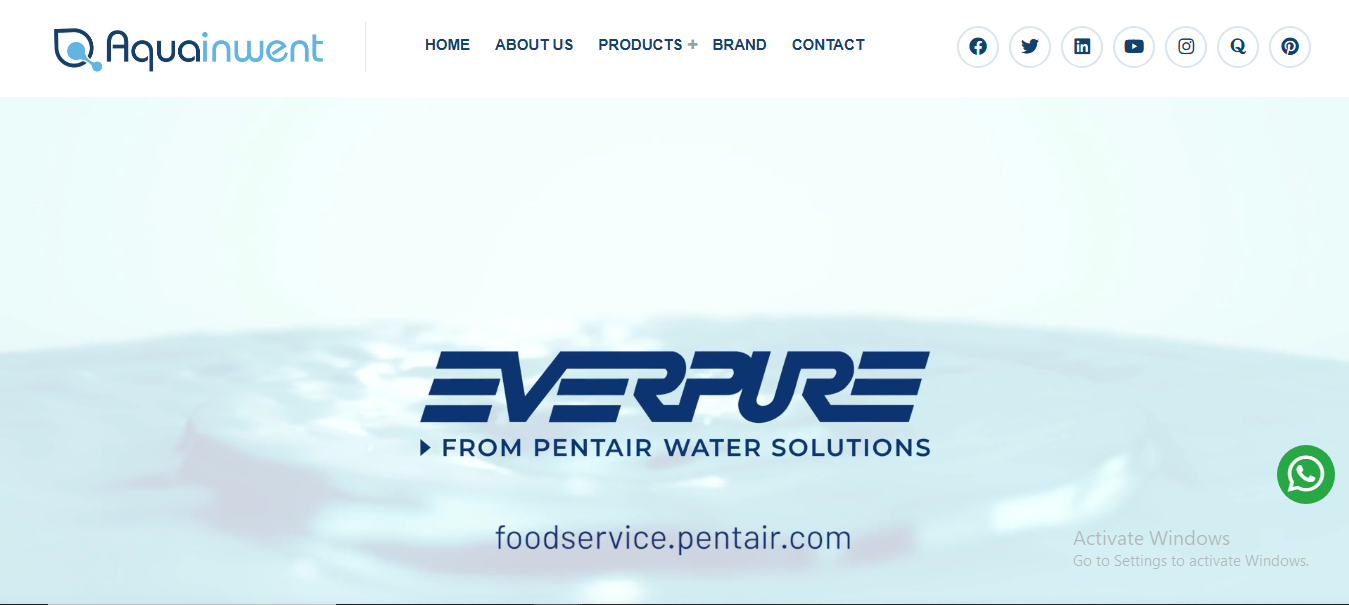 Aquainwent
HOME ABOUT US PRODUCTS + BRAND CONTACT
EVERPURE
FROM PENTAIR WATER SOLUTIONS
foodservice.pentair.com
Activate Windows
Go to Settings to activate Windows.